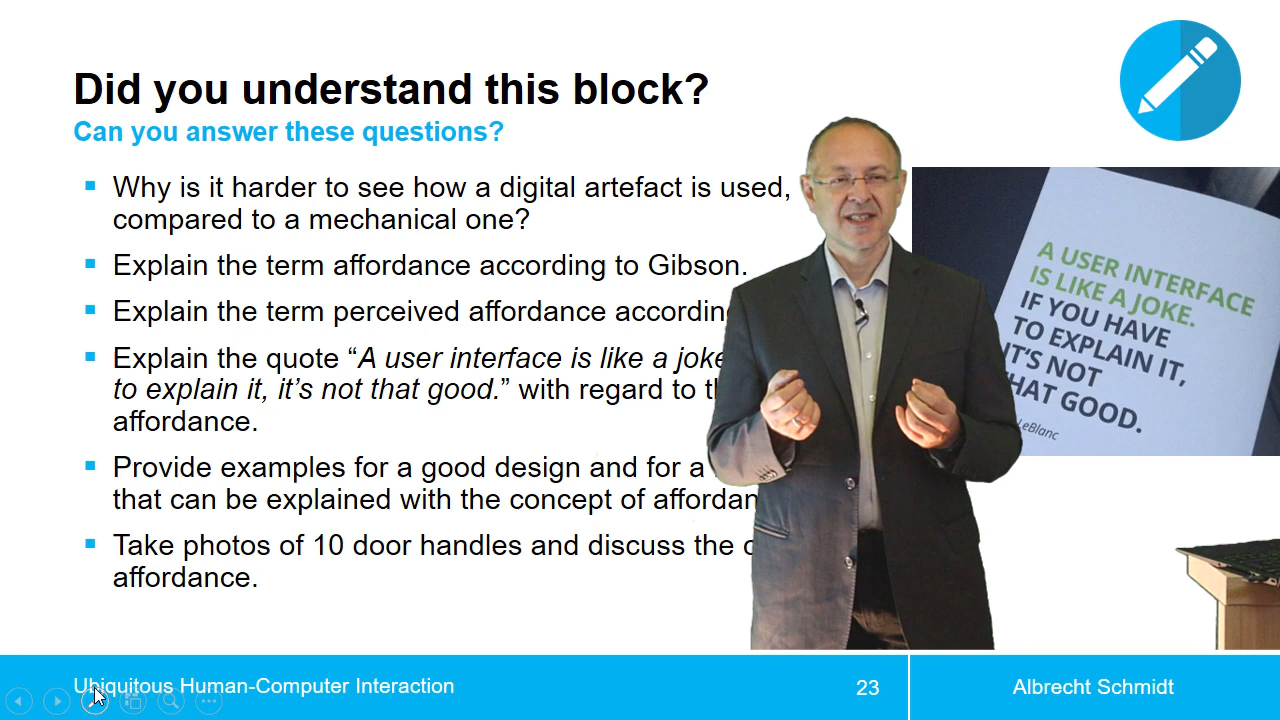 Did you understand this block?
Can you answer these questions?
Why is it harder to see how a digital artefact is used,
compared to a mechanical one?
Explain the term affordance according to Gibson.
Explain the term perceived affordance according
Explain the quote “A user interface is like a joke
to explain it, it’s not that good.” with regard to
affordance.
Provide examples for a good design and for a
that can be explained with the concept of
Take photos of 10 door handles and discuss the
affordance.
A USER INTERFACE
IS LIKE A JOKE.
IF YOU HAVE
TO EXPLAIN IT,
IT’S NOT
THAT GOOD.
LeBlanc
Ubiquitous Human-Computer Interaction
23
Albrecht Schmidt